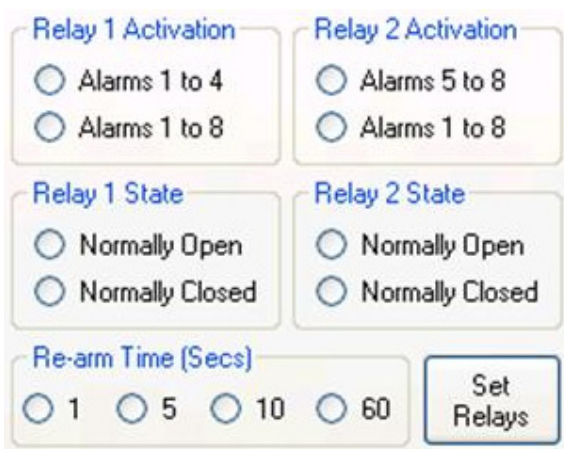 Relay 1 Activation
Alarms 1 to 4
Alarms 1 to 8
Relay 2 Activation
Alarms 5 to 8
Alarms 1 to 8
Relay 1 State
Normally Open
Normally Closed
Relay 2 State
Normally Open
Normally Closed
Re-arm Time (Secs)
1 5 10 60
Set
Relays